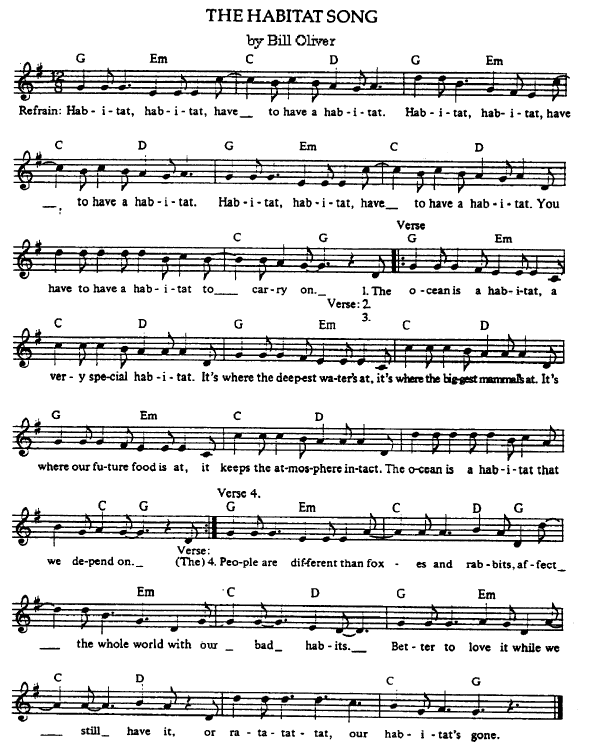 THE HABITAT SONG
by Bill Oliver
G Em C D G Em
Refrain: Hab - i - tat, hab - i - tat, have__ to have a hab - i - tat. Hab - i - tat, hab - i - tat, have
C D G Em C D
__ to have a hab - i - tat. Hab - i - tat, hab - i - tat, have__ to have a hab - i - tat. You
Verse
C G G Em
have to have a hab - i - tat to____ car - ry on._ 1. The o - cean is a hab - i - tat, a
Verse: 2.
3.
C D G Em C D
ver - y spe-cial hab - i - tat. It's where the deep-est wa-ter's at, it's where the big-gest mammal's at. It's
G Em C D
where our fu-ture food is at, it keeps the at-mos-phere in-tact. The o-cean is a hab - i - tat that
Verse 4.
C G G Em C D G
we de-pend on._ (The) 4. Peo-ple are dif-ferent than fox - es and rab - bits, af - fect_
Verse:
Em C D G Em
___ the whole world with our _ bad_ hab - its.__ Bet - ter to love it while we
C D G C G
___ still_ have it, or ra - ta - tat - tat, our hab - i - tat's gone.